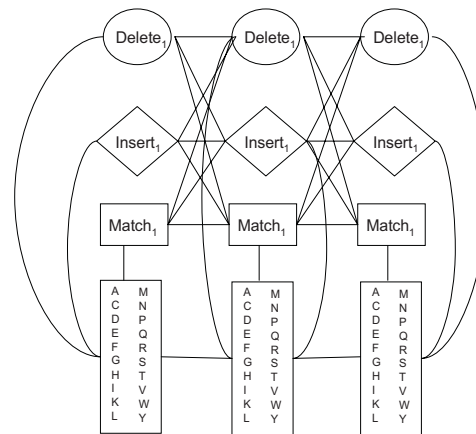 Delete1 Delete1 Delete1
Insert1 Insert1 Insert1
Match1 Match1 Match1
A M
C N
D P
E Q
F R
G S
H T
I V
K W
L Y
A M
C N
D P
E Q
F R
G S
H T
I V
K W
L Y
A M
C N
D P
E Q
F R
G S
H T
I V
K W
L Y